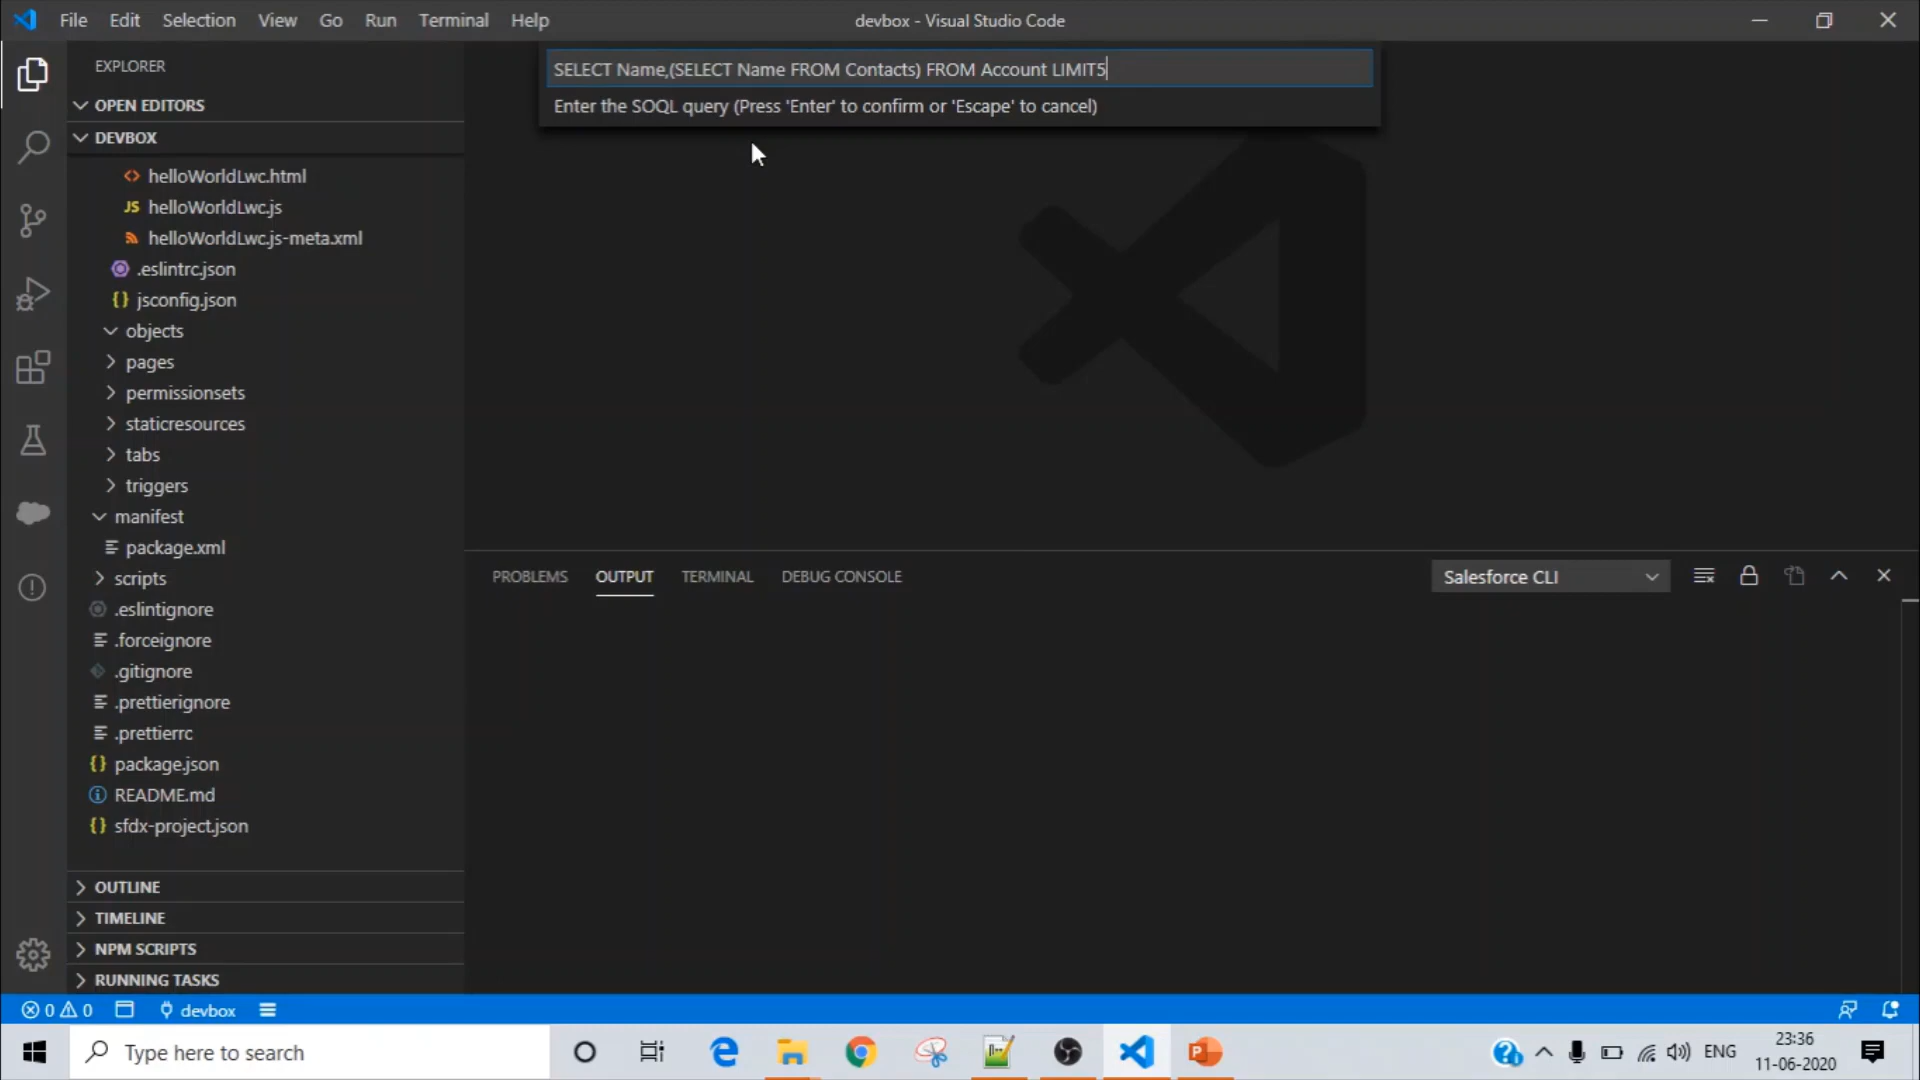 File Edit Selection View Go Run Terminal Help
devbox - Visual Studio Code
SELECT Name,(SELECT Name FROM Contacts) FROM Account LIMIT5
Enter the SOQL query (Press 'Enter' to confirm or 'Escape' to cancel)
EXPLORER
OPEN EDITORS
DEVBOX
helloWorldLwc.html
JS helloWorldLwc.js
helloWorldLwc.js-meta.xml
.eslintrc.json
{} jsconfig.json
objects
pages
permissionsets
staticresources
tabs
triggers
manifest
package.xml
scripts
.eslintignore
.forceignore
.gitignore
.prettierignore
.prettierrc
{} package.json
README.md
{} sfdx-project.json
OUTLINE
TIMELINE
NPM SCRIPTS
RUNNING TASKS
PROBLEMS OUTPUT TERMINAL DEBUG CONSOLE
Salesforce CLI
0 0 devbox
Type here to search
ENG
23:36
11-06-2020